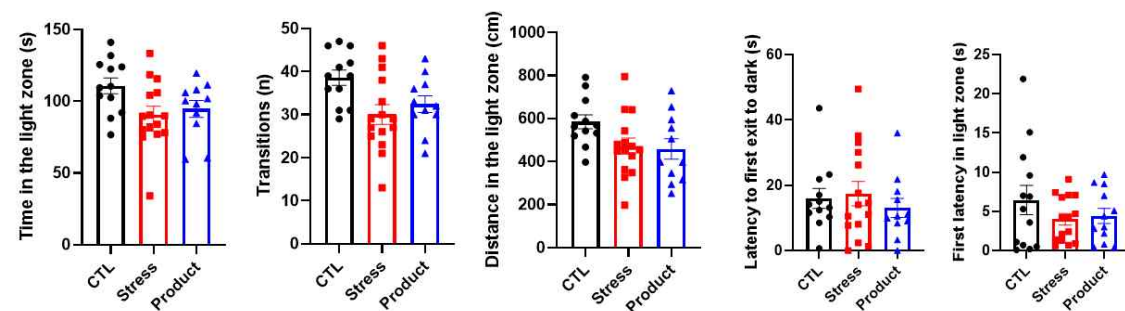 Time in the light zone (s)
150
100
50
0
CTL
Stress
Product
Transitions (n)
50
40
30
20
10
0
CTL
Stress
Product
Distance in the light zone (cm)
1000
800
600
400
200
0
CTL
Stress
Product
Latency to first exit to dark (s)
60
40
20
0
CTL
Stress
Product
First latency in light zone (s)
25
20
15
10
5
0
CTL
Stress
Product